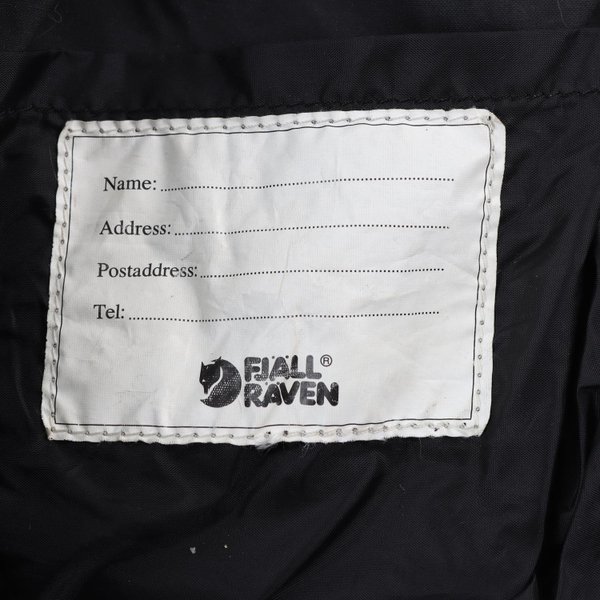 Name:
Address:
Postaddress:
Tel:
FJÄLL®
RÄVEN